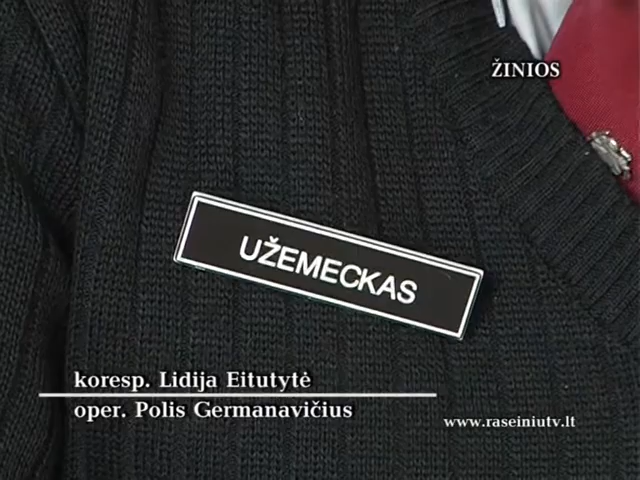 ŽINIOS
UŽEMECKAS
koresp. Lidija Eitutytė
oper. Polis Germanavičius
www.raseiniutv.lt